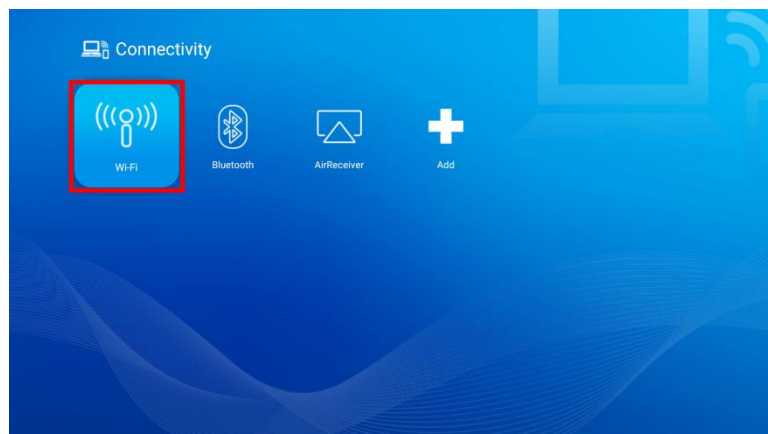 Connectivity
Wi-Fi
Bluetooth
AirReceiver
Add